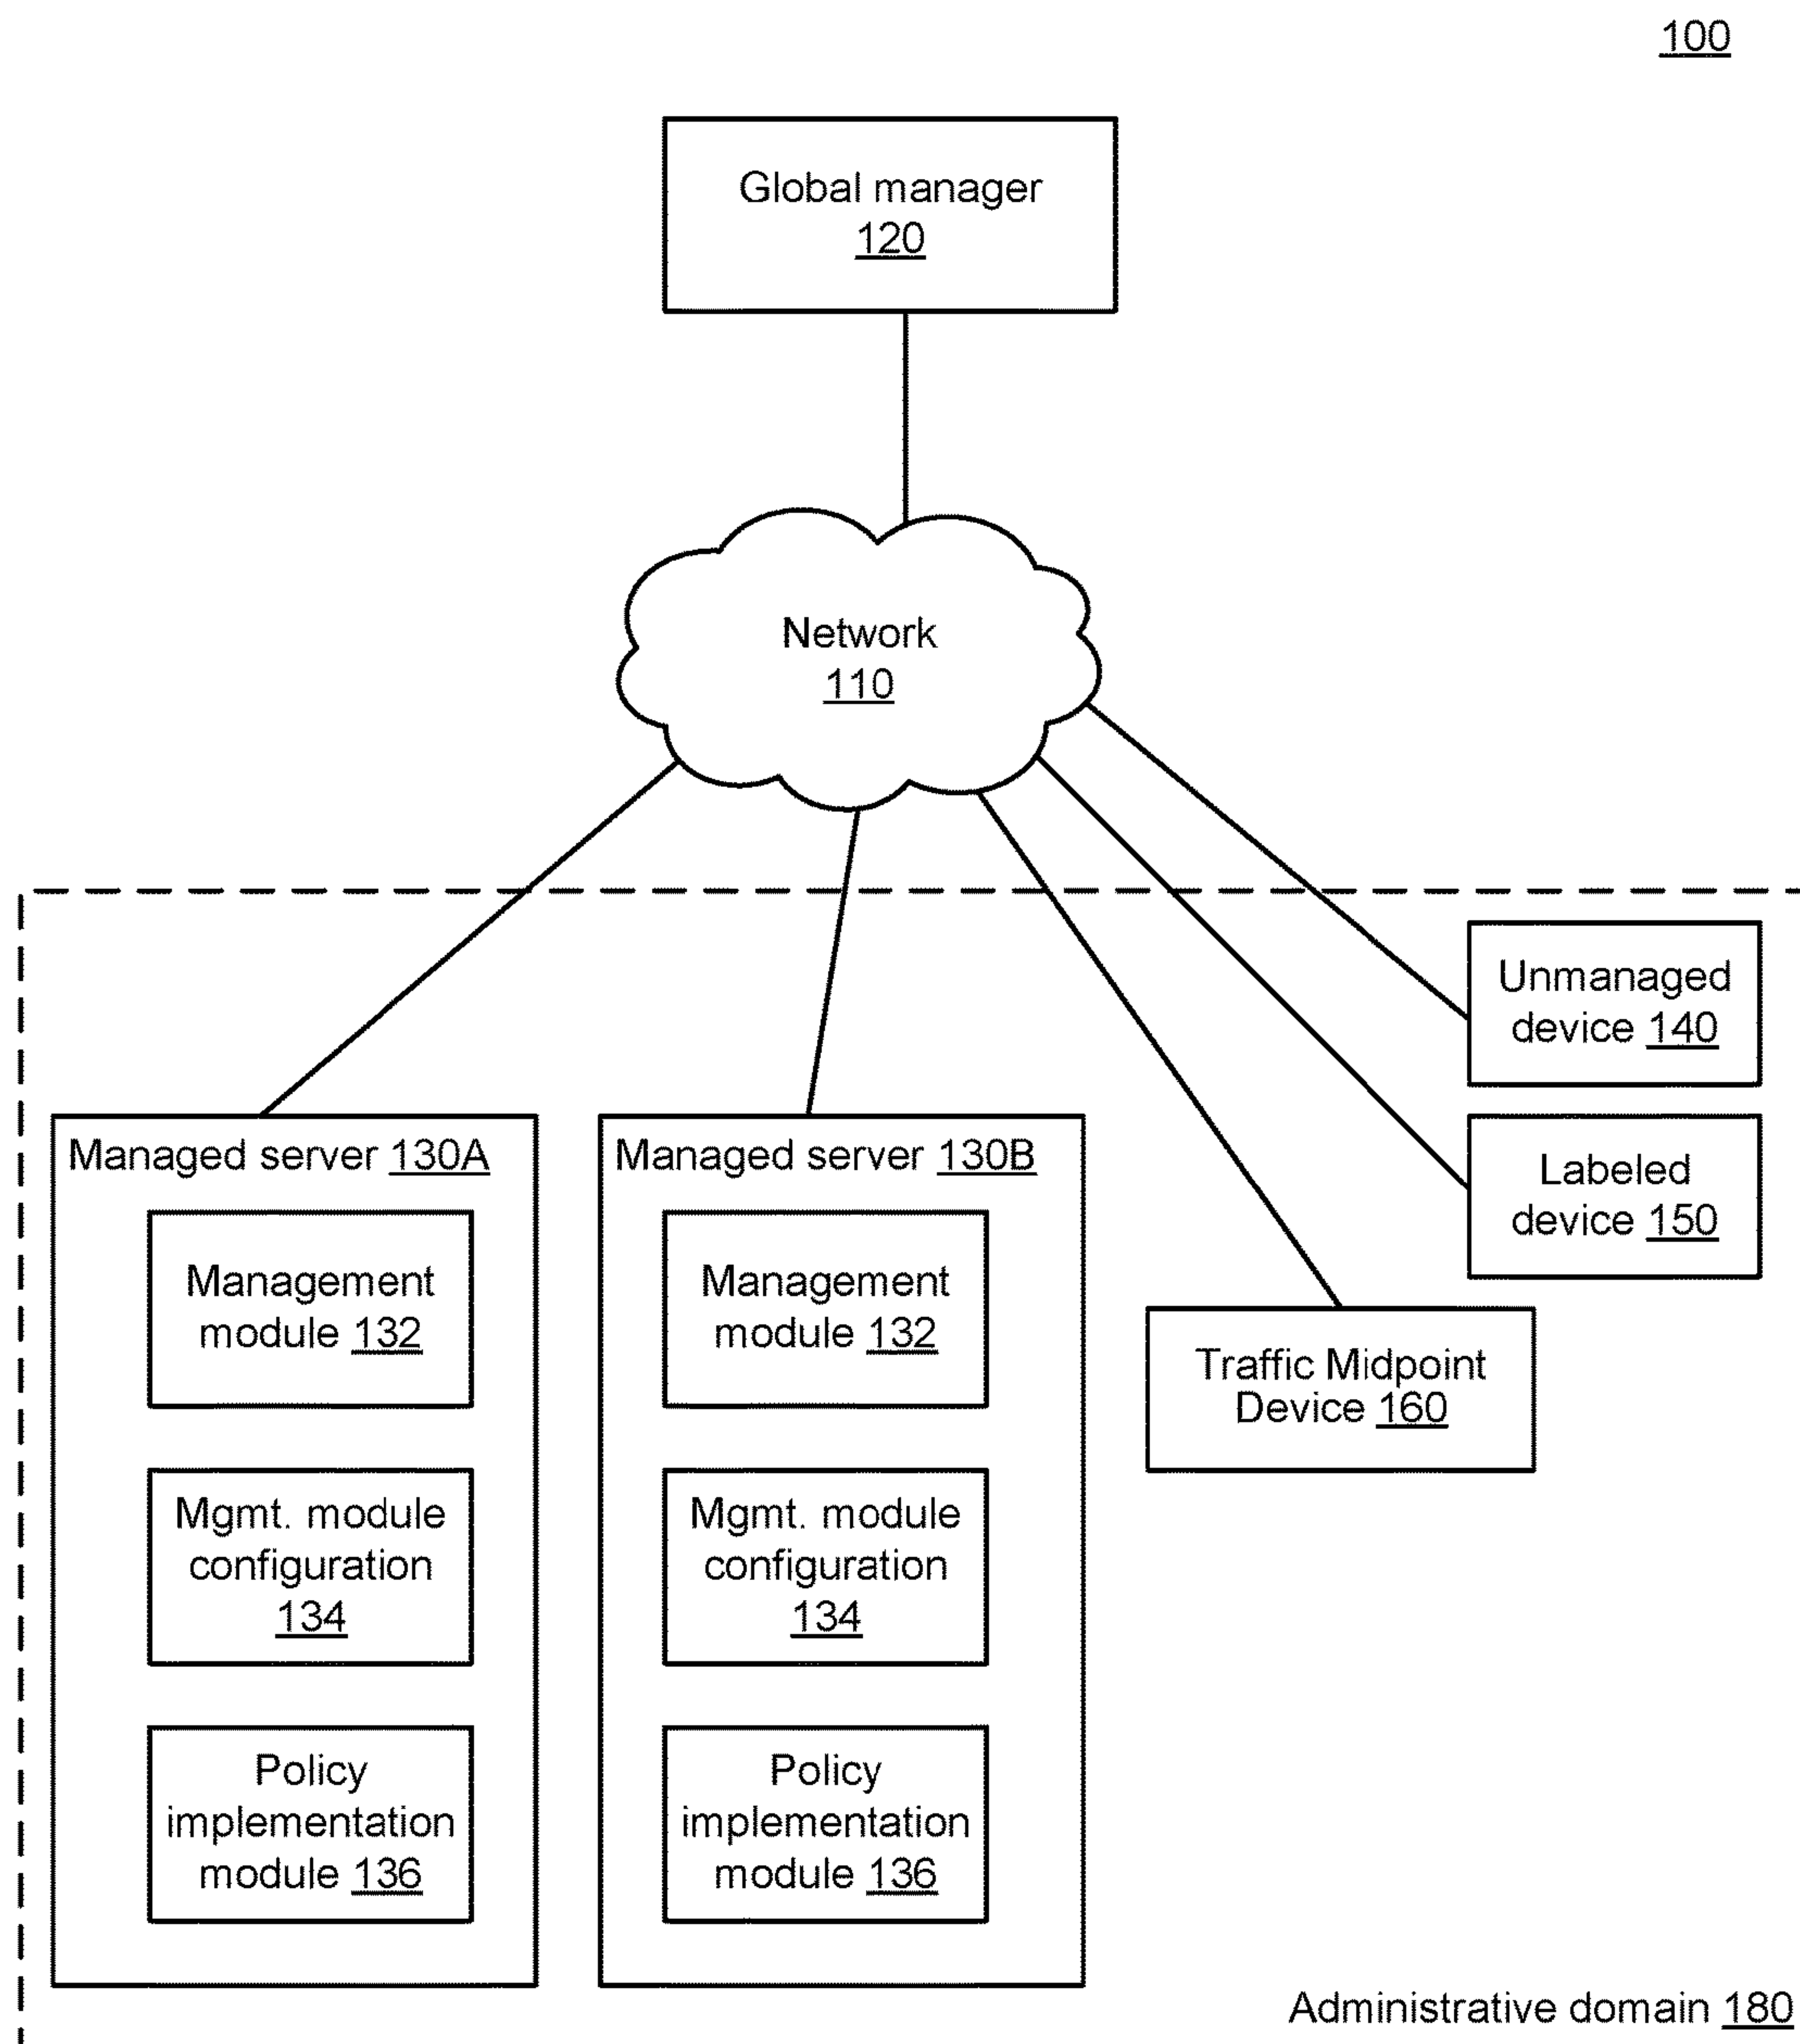 100
Global manager
120
Network
110
Unmanaged
device 140
Labeled
device 150
Traffic Midpoint
Device 160
Managed server 130A
Management
module 132
Mgmt. module
configuration
134
Policy
implementation
module 136
Managed server 130B
Management
module 132
Mgmt. module
configuration
134
Policy
implementation
module 136
Administrative domain 180